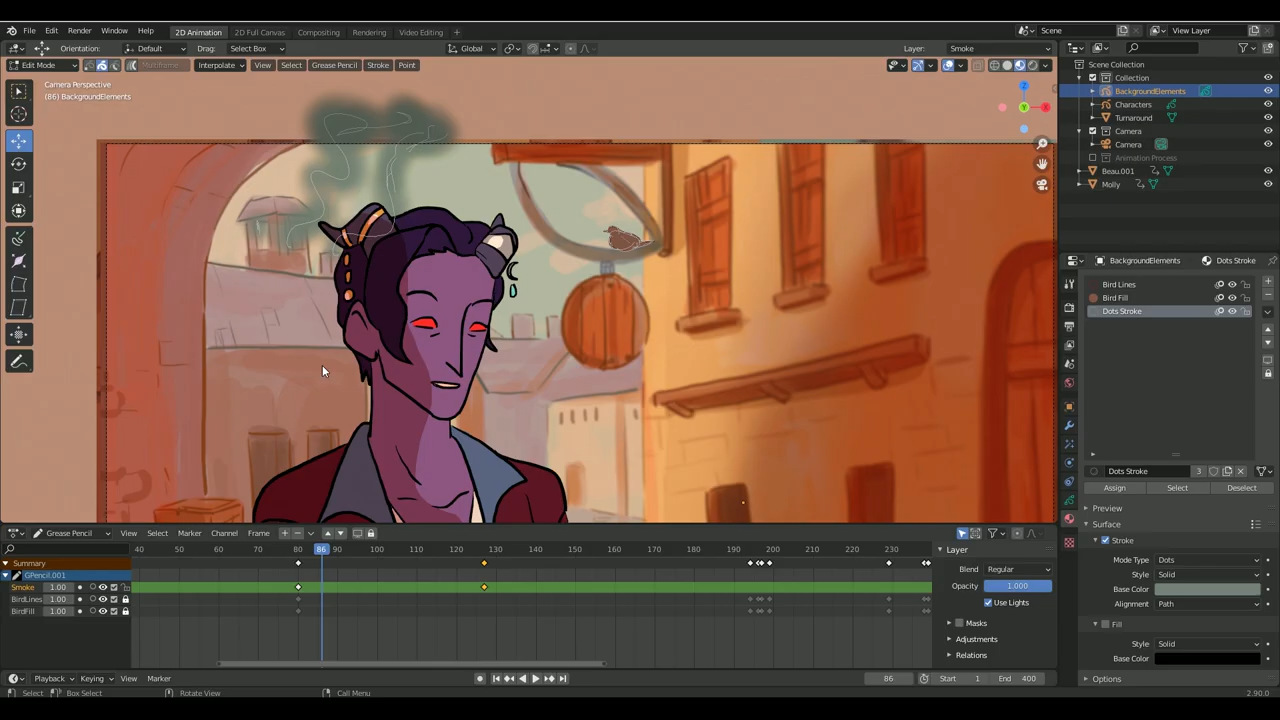 File Edit Render Window Help 2D Animation 2D Full Canvas Compositing Rendering Video Editing + Scene View Layer
Orientation: Default Drag: Select Box Global Layer: Smoke
Edit Mode Multiframe Interpolate View Select Grease Pencil Stroke Point
Camera Perspective
(86) BackgroundElements
Scene Collection
Collection
BackgroundElements
Characters
Turnaround
Camera
Camera
Animation Process
Beau.001
Molly
BackgroundElements Dots Stroke
Bird Lines
Bird Fill
Dots Stroke
Dots Stroke 3
Assign Select Deselect
Preview
Surface
Stroke
Mode Type Dots
Style Solid
Base Color
Alignment Path
Fill
Style Solid
Base Color
Options
Grease Pencil View Select Marker Channel Frame
40 50 60 70 80 86 90 100 110 120 130 140 150 160 170 180 190 200 210 220 230
Summary
GPencil.001
Smoke 1.00
BirdLines 1.00
BirdFill 1.00
Layer
Blend Regular
Opacity 1.000
Use Lights
Masks
Adjustments
Relations
Playback Keying View Marker 86 Start 1 End 400
Select Box Select Rotate View Call Menu 2.90.0